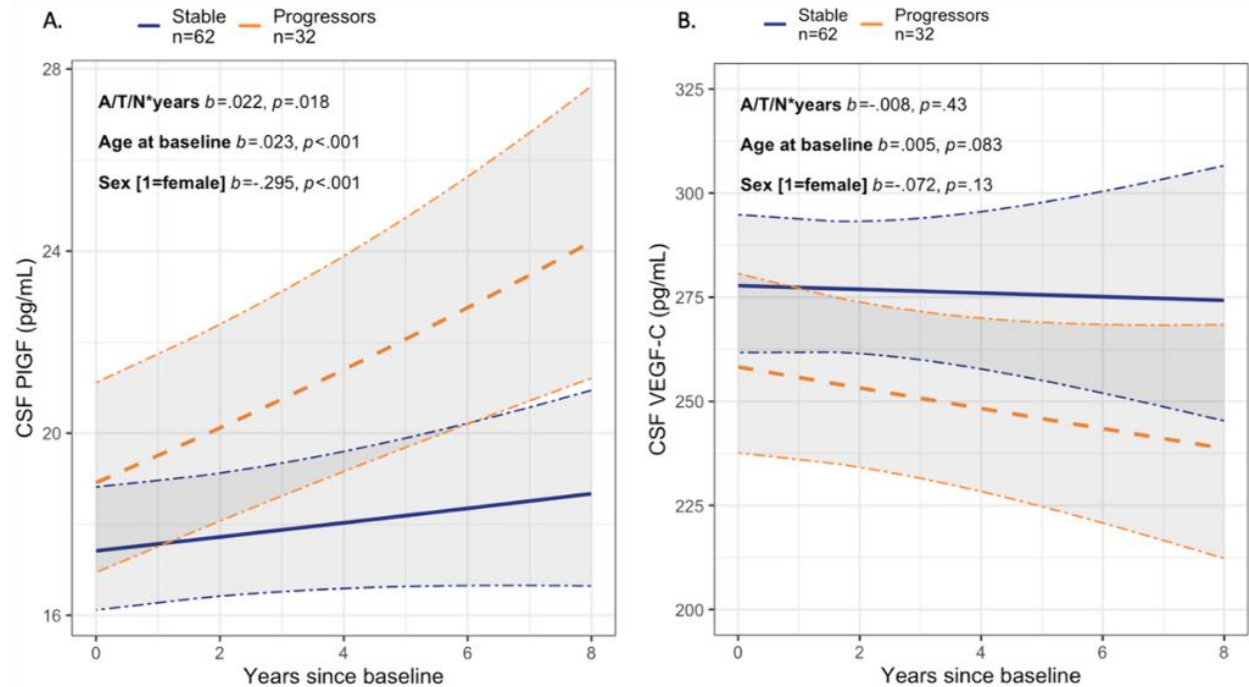 A.
Stable Progressors
n=62 n=32
CSF PlGF (pg/mL)
28
24
20
16
A/T/N*years b=.022, p=.018
Age at baseline b=.023, p<.001
Sex [1=female] b=-.295, p<.001
0 2 4 6 8
Years since baseline
B.
Stable Progressors
n=62 n=32
CSF VEGF-C (pg/mL)
325
300
275
250
225
200
A/T/N*years b=-.008, p=.43
Age at baseline b=.005, p=.083
Sex [1=female] b=-.072, p=.13
0 2 4 6 8
Years since baseline